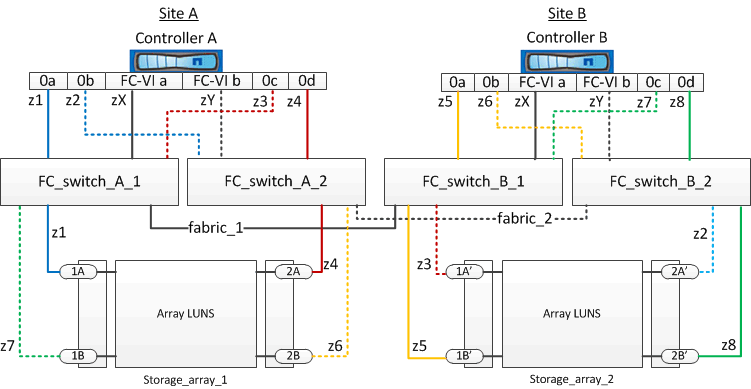 Site A Site B
Controller A Controller B
0a 0b FC-VI a FC-VI b 0c 0d 0a 0b FC-VI a FC-VI b 0c 0d
z1 z2 zX zY z3 z4 z5 z6 zX zY z7 z8
FC_switch_A_1 FC_switch_A_2 FC_switch_B_1 FC_switch_B_2
fabric_2
fabric_1
z1 z4 z3 z2
1A 2A 1A' 2A'
Array LUNS Array LUNS
z7 z6 z5 z8
1B 2B 1B' 2B'
Storage_array_1 Storage_array_2